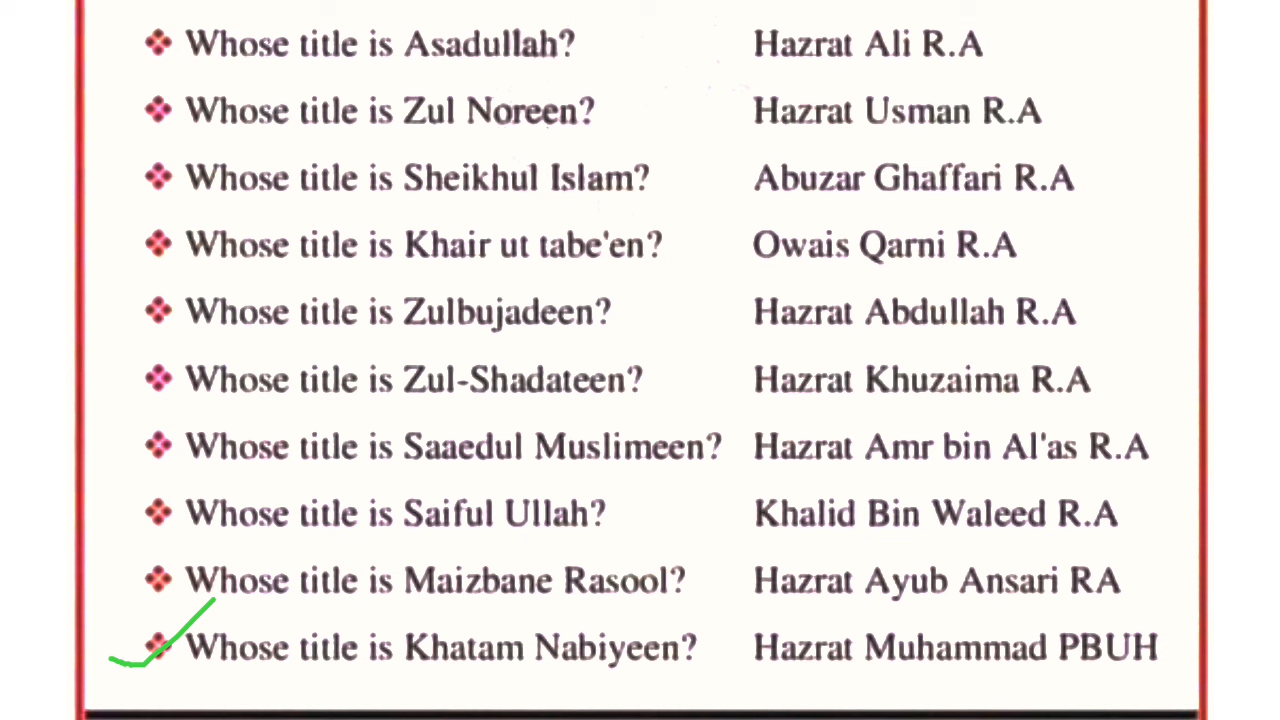 Whose title is Asadullah? Hazrat Ali R.A
Whose title is Zul Noreen? Hazrat Usman R.A
Whose title is Sheikhul Islam? Abuzar Ghaffari R.A
Whose title is Khair ut tabe'en? Owais Qarni R.A
Whose title is Zulbujadeen? Hazrat Abdullah R.A
Whose title is Zul-Shadateen? Hazrat Khuzaima R.A
Whose title is Saaedul Muslimeen? Hazrat Amr bin Al'as R.A
Whose title is Saiful Ullah? Khalid Bin Waleed R.A
Whose title is Maizbane Rasool? Hazrat Ayub Ansari RA
Whose title is Khatam Nabiyeen? Hazrat Muhammad PBUH